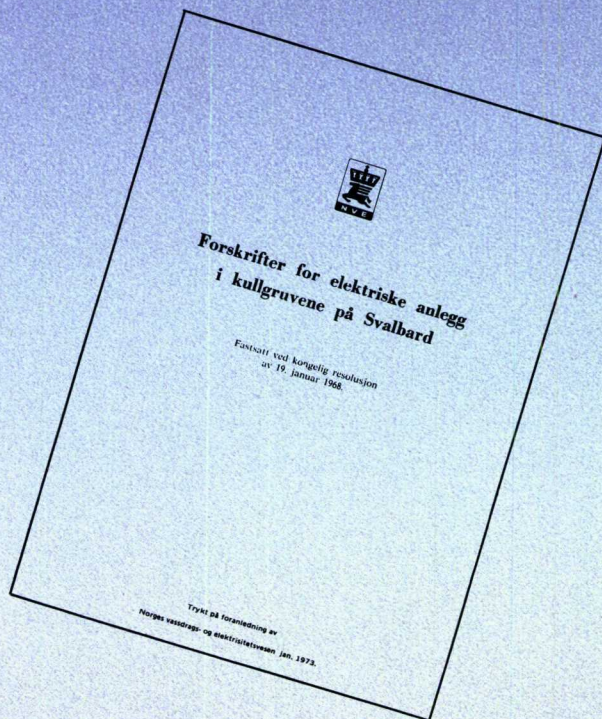 NVE
Forskrifter for elektriske anlegg
i kullgruvene på Svalbard
Fastsatt ved kongelig resolusjon
av 19. januar 1968.
Trykt på foranledning av
Norges vassdrags- og elektrisitetsvesen jan. 1973.